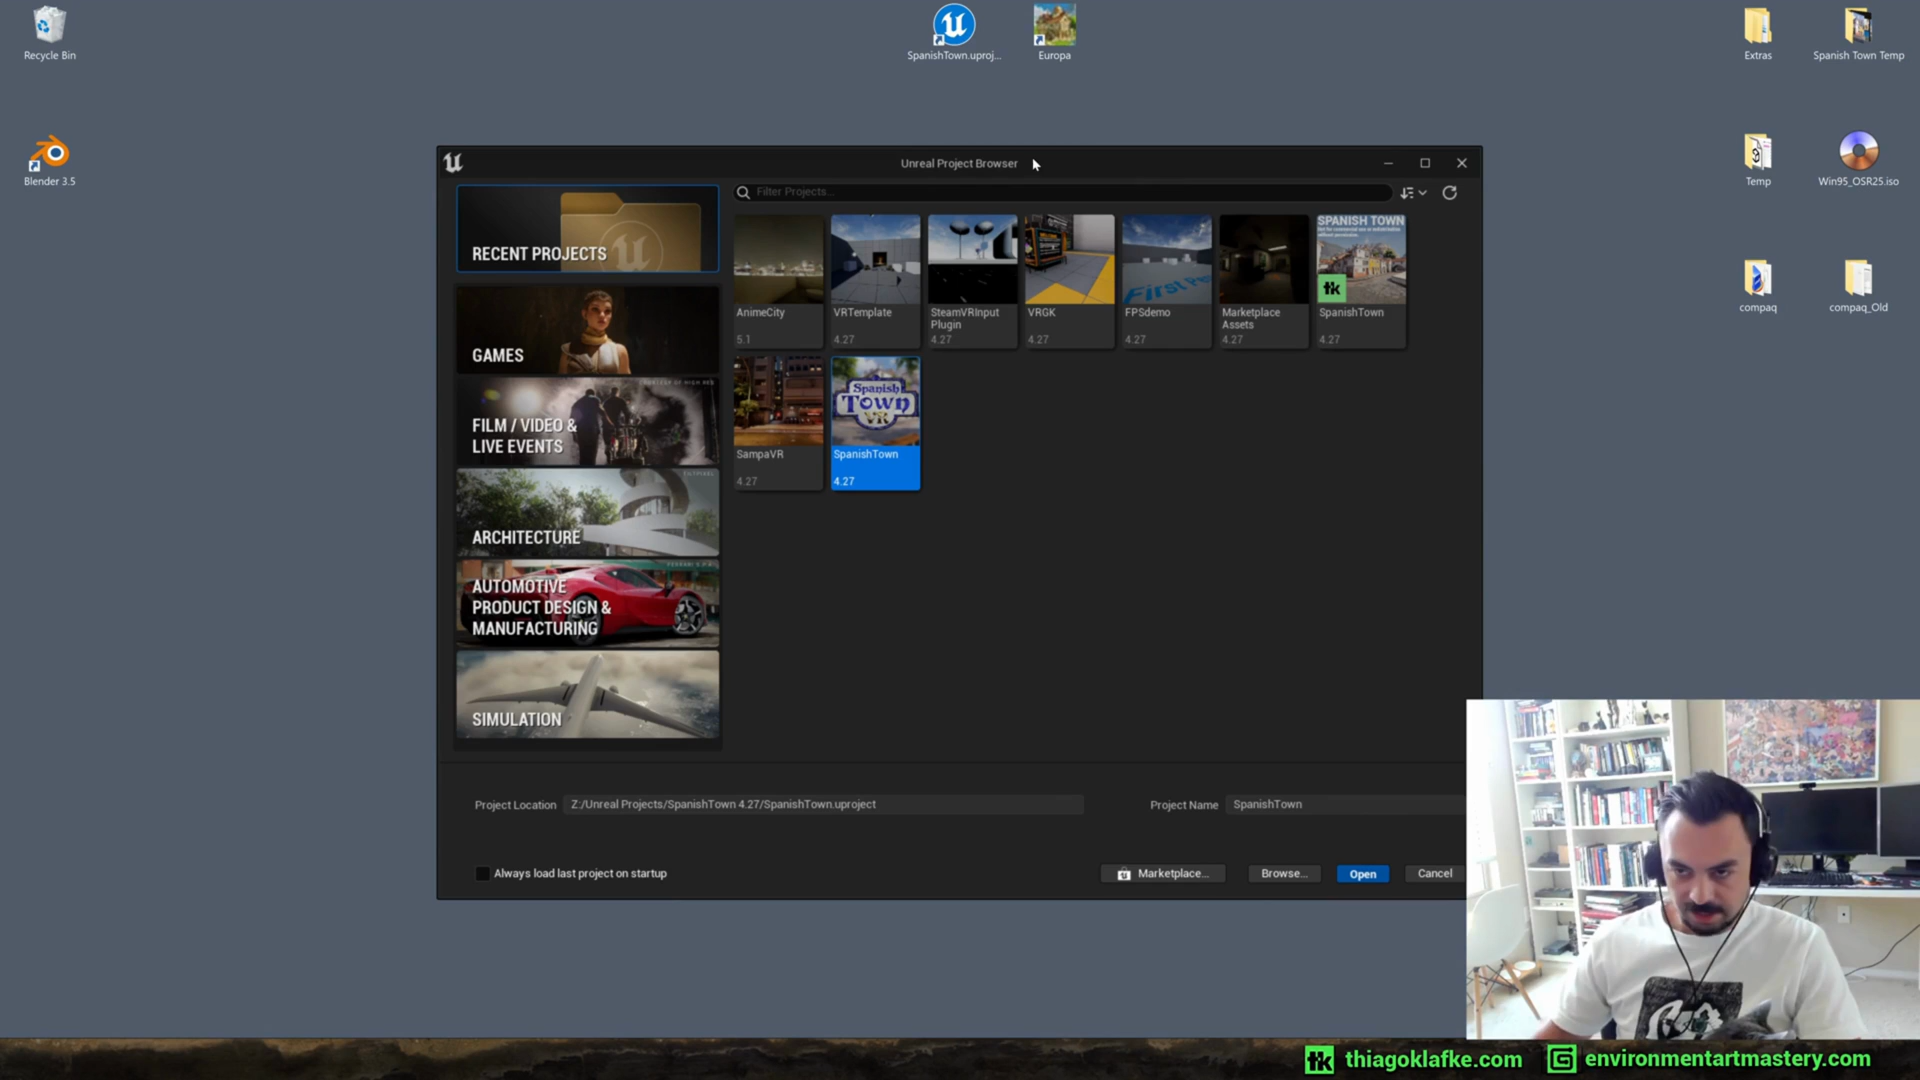 Recycle Bin
SpanishTown.uproj...
Europa
Extras
Spanish Town Temp
Blender 3.5
Temp
Win95_OSR25.iso
compaq
compaq_Old
Unreal Project Browser
Filter Projects...
RECENT PROJECTS
GAMES
FILM / VIDEO &
LIVE EVENTS
ARCHITECTURE
AUTOMOTIVE
PRODUCT DESIGN &
MANUFACTURING
SIMULATION
AnimeCity
5.1
VRTemplate
4.27
SteamVRInput
Plugin
4.27
VRGK
4.27
First Pe
FPSdemo
4.27
Marketplace
Assets
4.27
SPANISH TOWN
tk
SpanishTown
4.27
SampaVR
4.27
Spanish
Town
VR
SpanishTown
4.27
Project Location
Z:/Unreal Projects/SpanishTown 4.27/SpanishTown.uproject
Project Name
SpanishTown
Always load last project on startup
Marketplace...
Browse...
Open
Cancel
tk
thiagoklafke.com
environmentartmastery.com